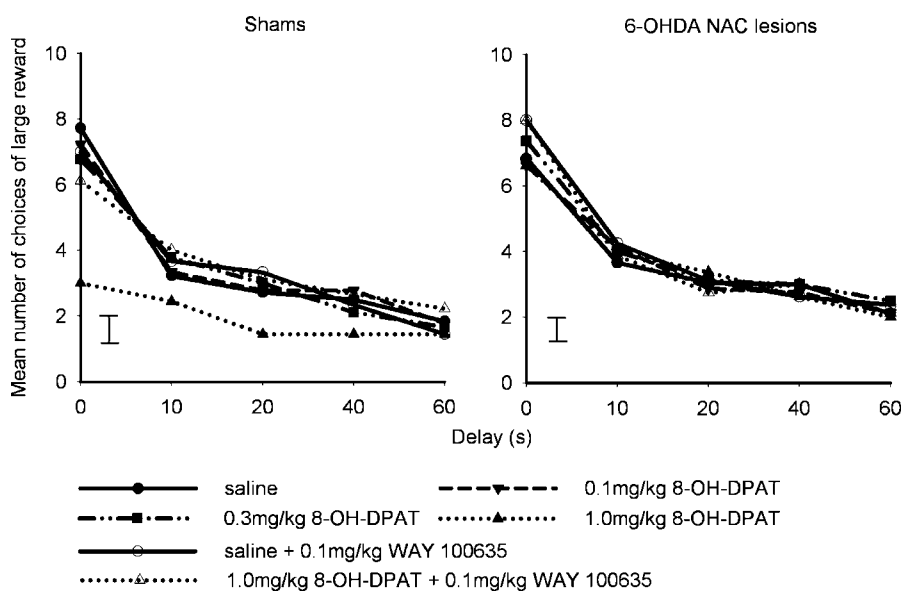 Shams
6-OHDA NAC lesions
Mean number of choices of large reward
10
8
6
4
2
0
0 10 20 40 60
10
8
6
4
2
0
0 10 20 40 60
Delay (s)
saline
0.1mg/kg 8-OH-DPAT
0.3mg/kg 8-OH-DPAT
1.0mg/kg 8-OH-DPAT
saline + 0.1mg/kg WAY 100635
1.0mg/kg 8-OH-DPAT + 0.1mg/kg WAY 100635